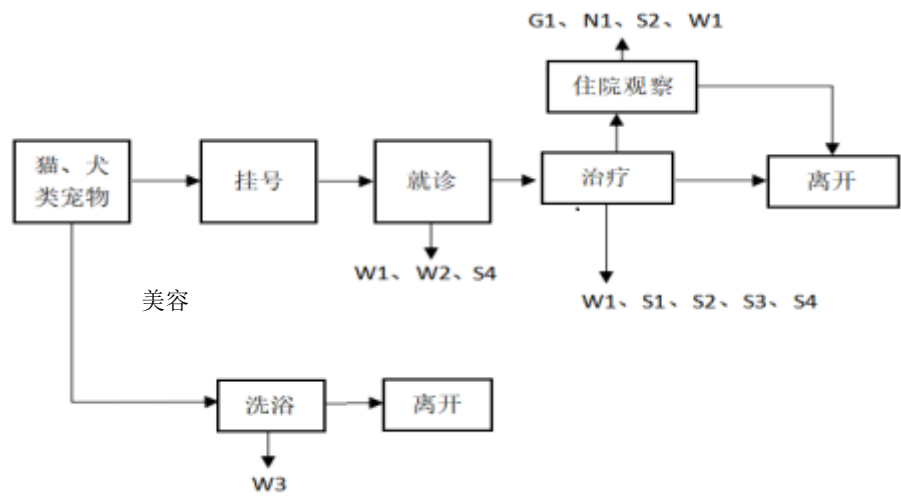 G1、N1、S2、W1
住院观察
猫、犬
类宠物
挂号
就诊
治疗
离开
W1、W2、S4
W1、S1、S2、S3、S4
美容
洗浴
离开
W3